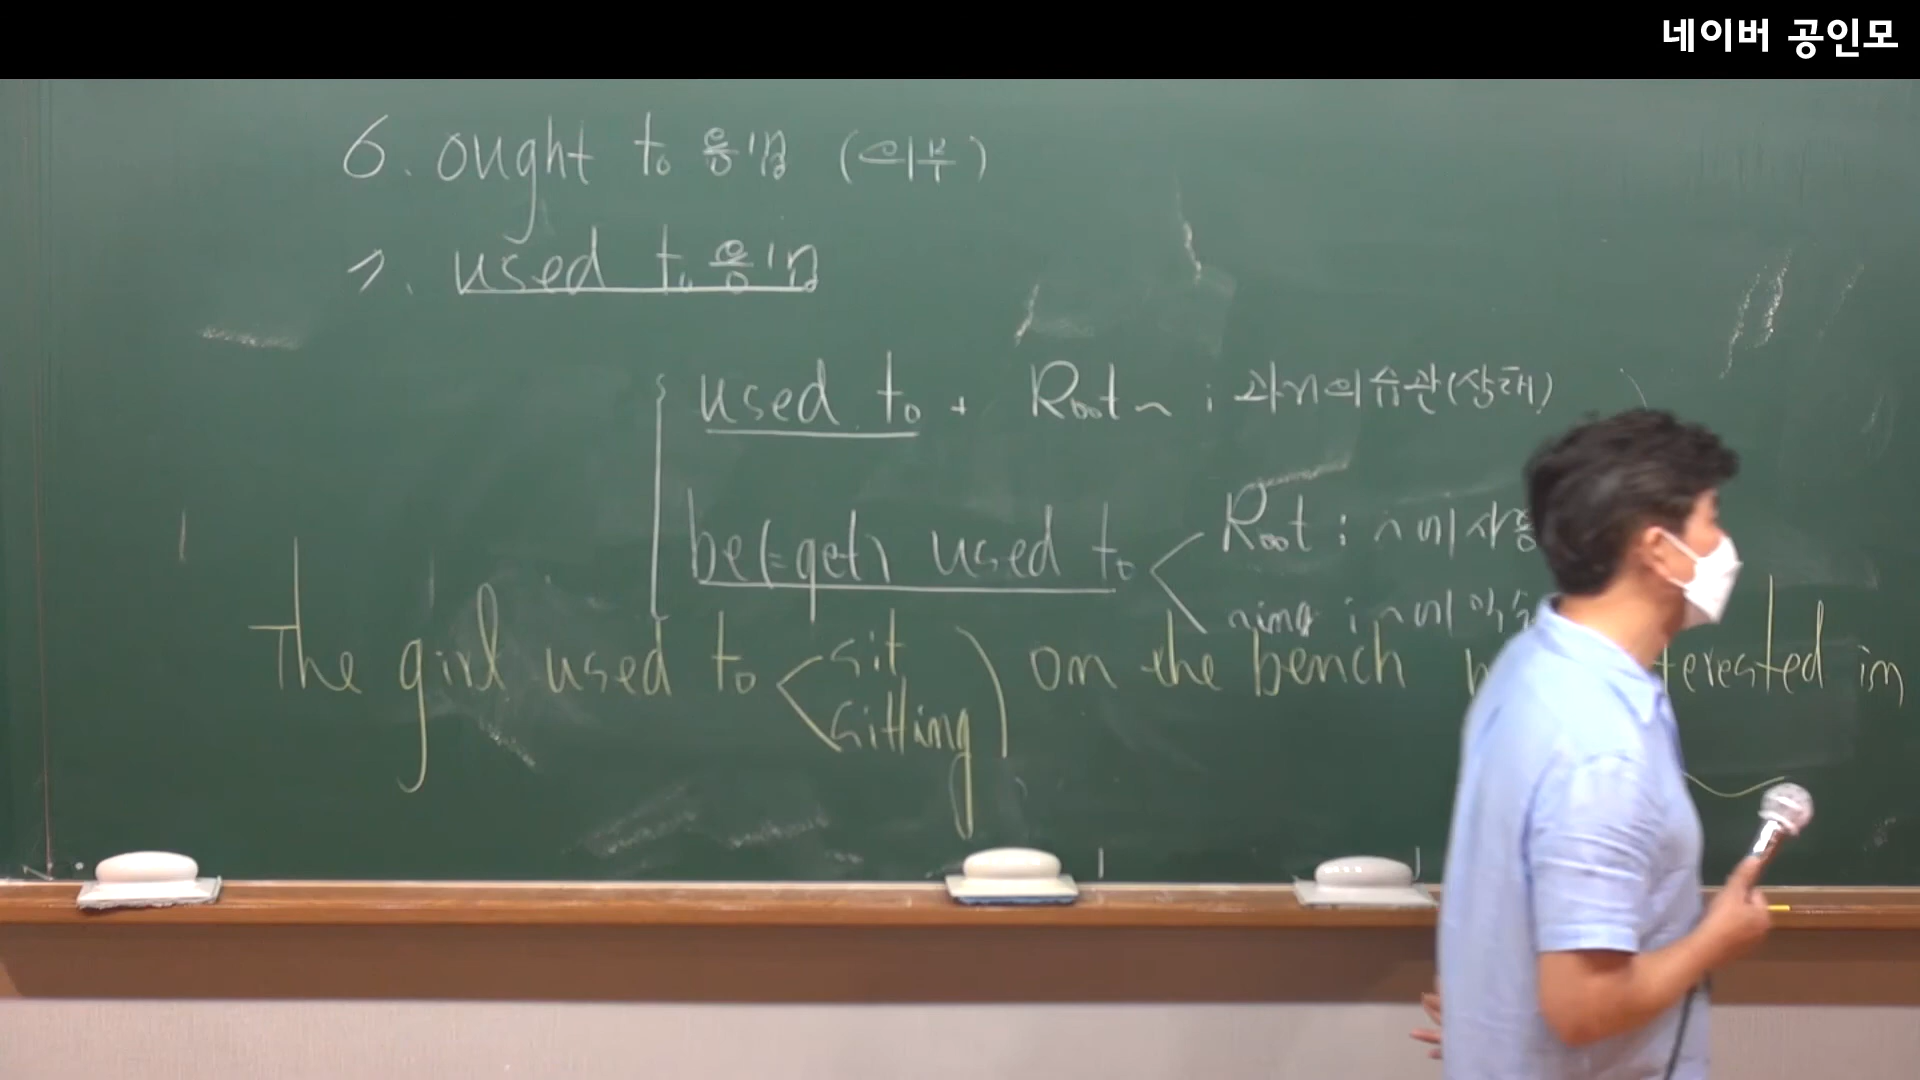 네이버 공인모
6. ought to 용법 (의무)
7. used to 용법
used to + Root ~ ; 과거의 습관(상태)
be(=get) used to
Root ; ~에 사용
~ing ; ~에 익숙
The girl used to sit sitting) on the bench in